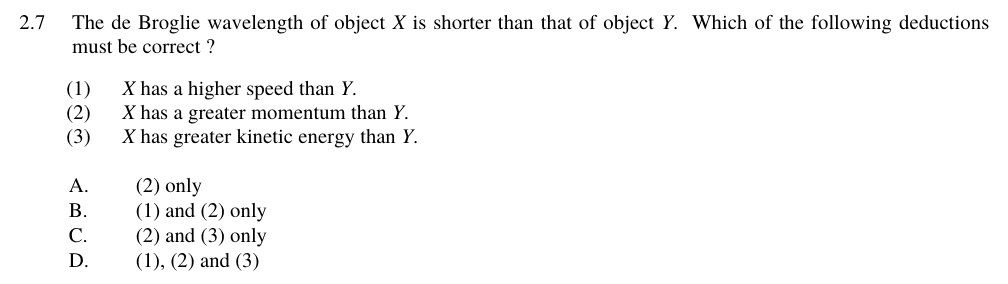 2.7 The de Broglie wavelength of object X is shorter than that of object Y. Which of the following deductions
must be correct ?
(1) X has a higher speed than Y.
(2) X has a greater momentum than Y.
(3) X has greater kinetic energy than Y.
A. (2) only
B. (1) and (2) only
C. (2) and (3) only
D. (1), (2) and (3)